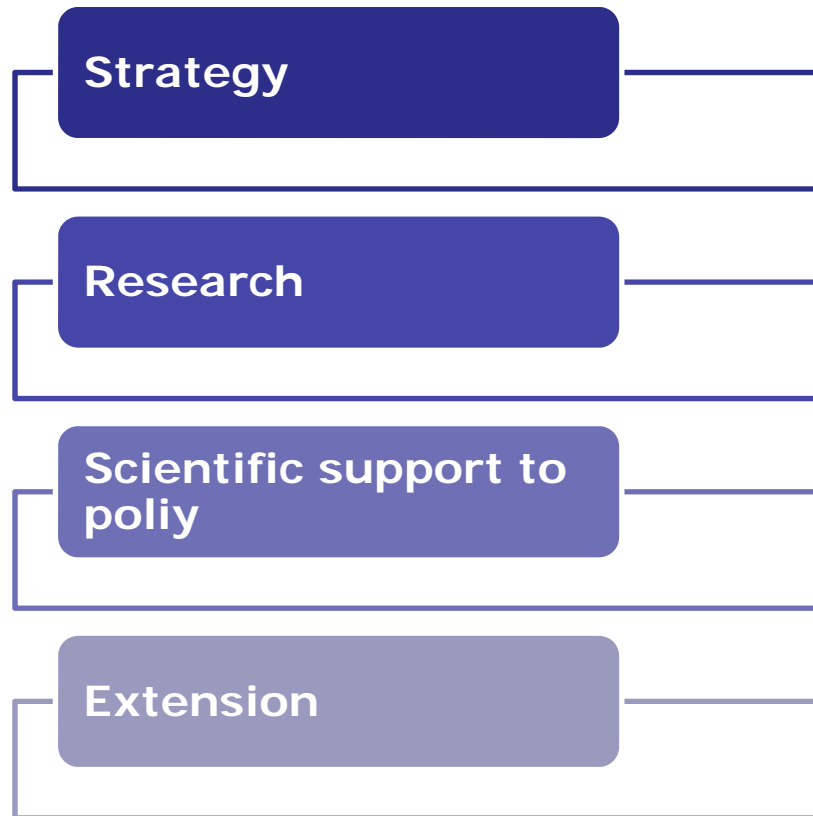 Strategy
Research
Scientific support to
poliy
Extension